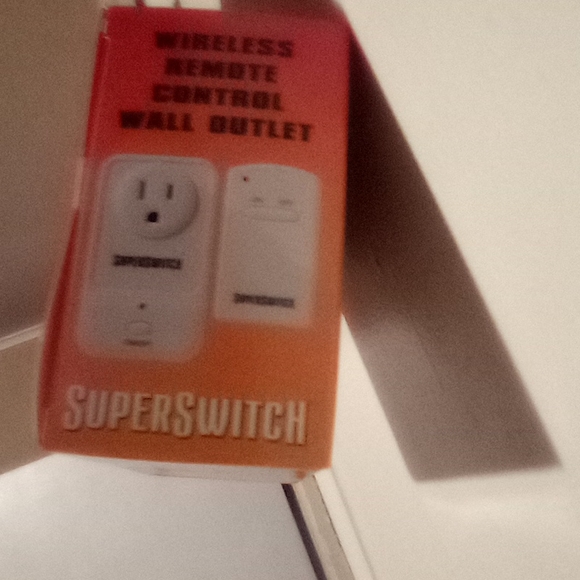 WIRELESS
REMOTE
CONTROL
WALL OUTLET
SUPERSWITCH
SUPERSWITCH
SUPERSWITCH